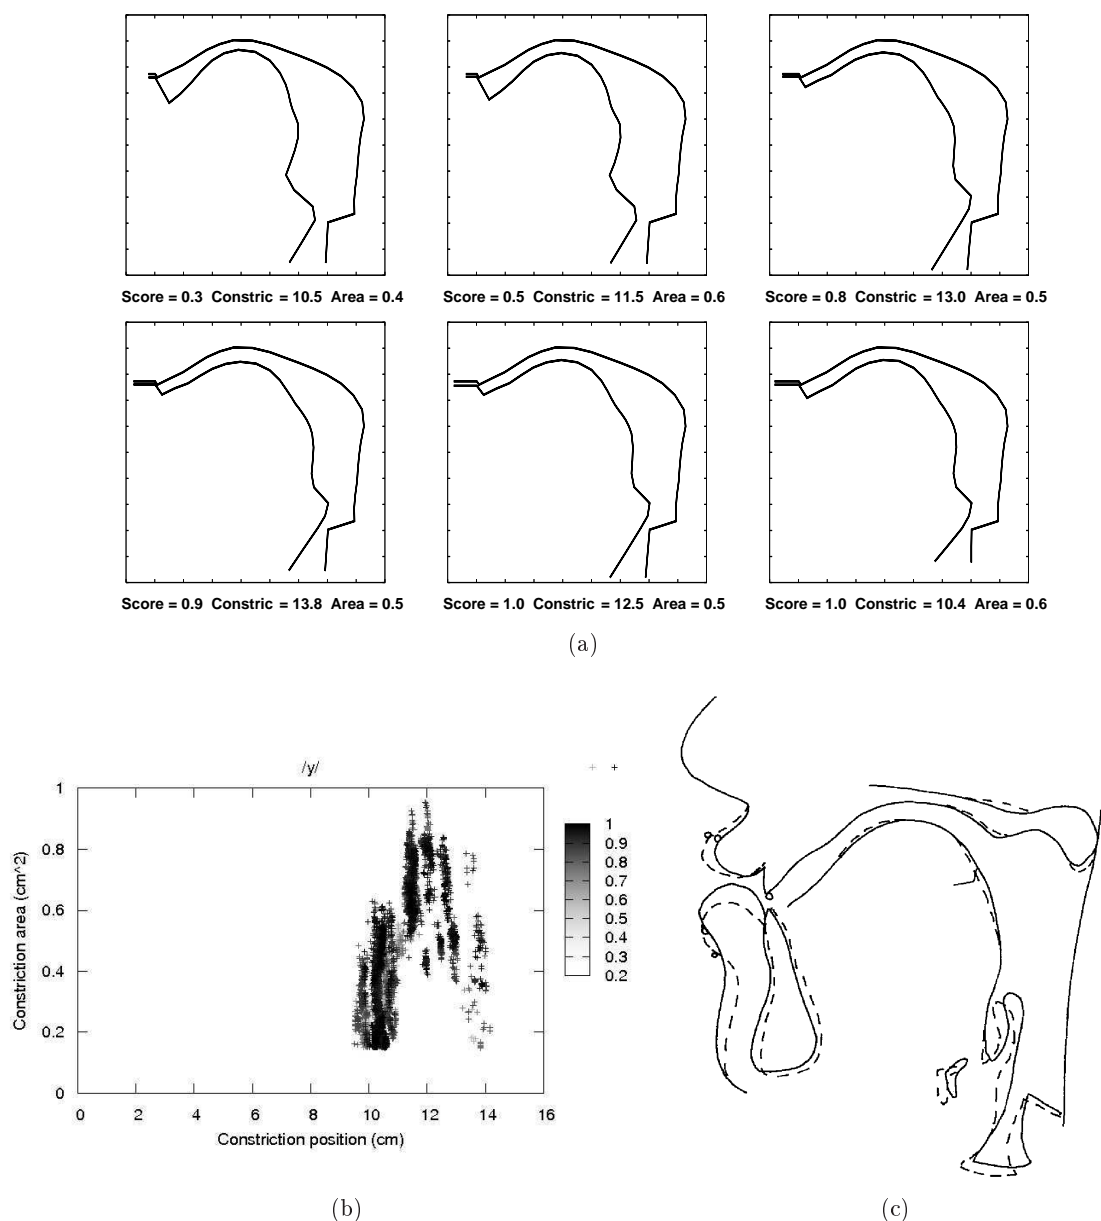 Score = 0.3 Constric = 10.5 Area = 0.4
Score = 0.5 Constric = 11.5 Area = 0.6
Score = 0.8 Constric = 13.0 Area = 0.5
Score = 0.9 Constric = 13.8 Area = 0.5
Score = 1.0 Constric = 12.5 Area = 0.5
Score = 1.0 Constric = 10.4 Area = 0.6
(a)
/y/
1
0.8
0.6
0.4
0.2
0
Constriction area (cm^2)
0 2 4 6 8 10 12 14 16
Constriction position (cm)
1
0.9
0.8
0.7
0.6
0.5
0.4
0.3
0.2
(b)
(c)